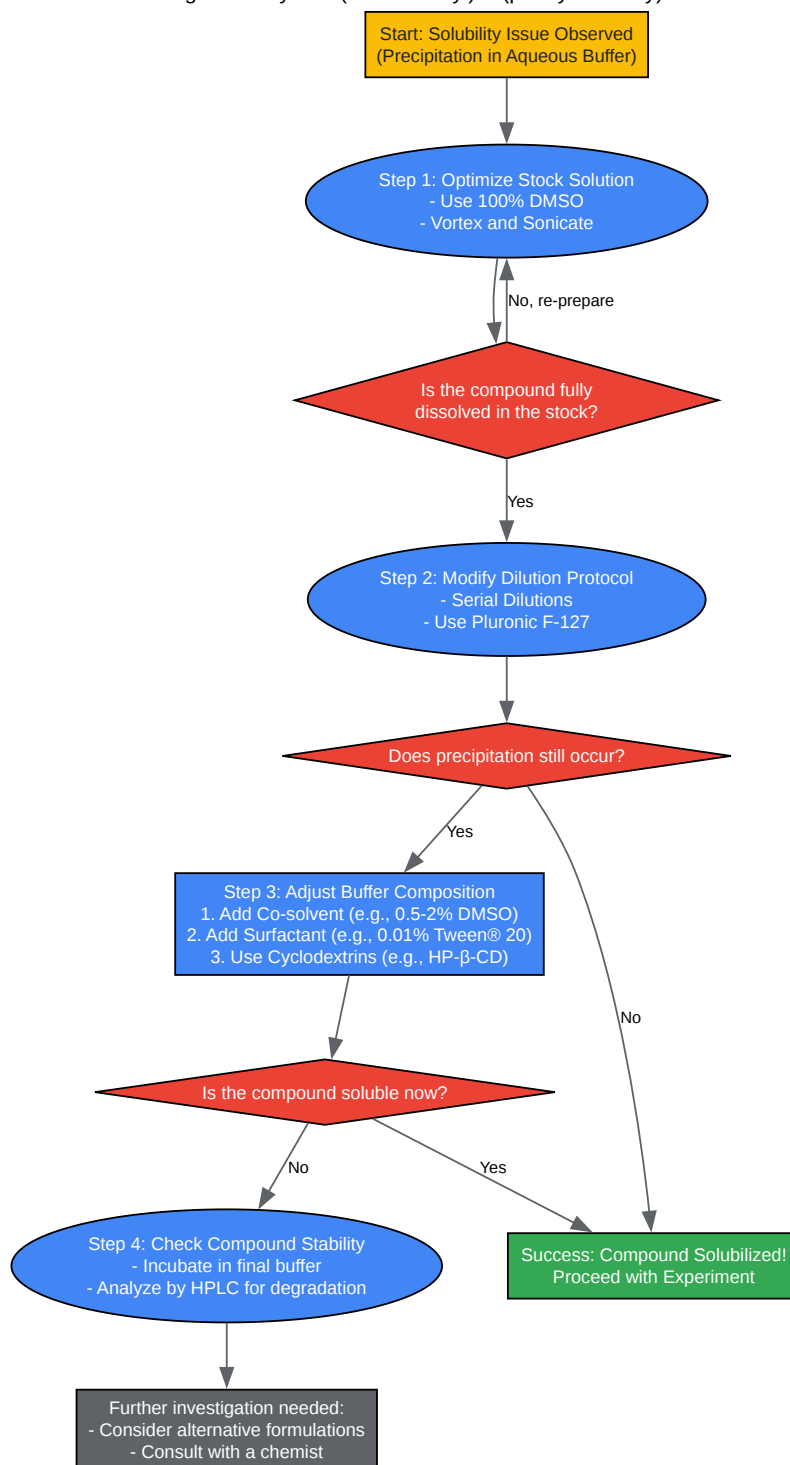 Start: Solubility Issue Observed
(Precipitation in Aqueous Buffer)
Step 1: Optimize Stock Solution
- Use 100% DMSO
- Vortex and Sonicate
No, re-prepare
Is the compound fully
dissolved in the stock?
Yes
Step 2: Modify Dilution Protocol
- Serial Dilutions
- Use Pluronic F-127
Does precipitation still occur?
Yes
Step 3: Adjust Buffer Composition
1. Add Co-solvent (e.g., 0.5-2% DMSO)
2. Add Surfactant (e.g., 0.01% Tween® 20)
3. Use Cyclodextrins (e.g., HP-β-CD)
No
Is the compound soluble now?
No
Yes
Step 4: Check Compound Stability
- Incubate in final buffer
- Analyze by HPLC for degradation
Success: Compound Solubilized!
Proceed with Experiment
Further investigation needed:
- Consider alternative formulations
- Consult with a chemist